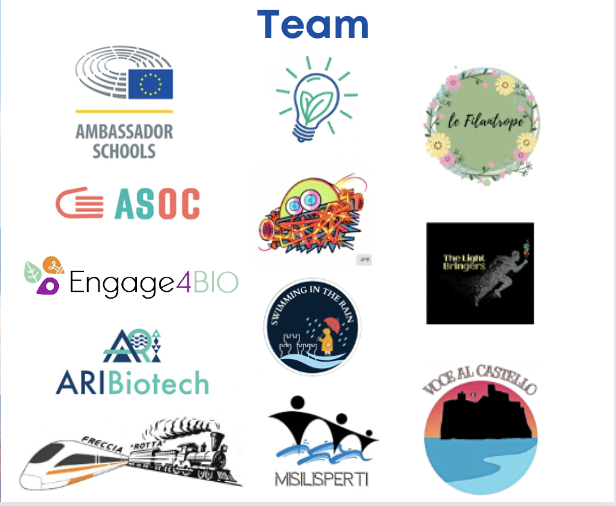 Team
AMBASSADOR
SCHOOLS
ASOC
Engage4BIO
ARIBiotech
FRECCIA "ROTTA"
SWIMMING IN THE RAIN
MISILISPERTI
le Filantrope
The Light
Bringers
VOCE AL CASTELLO